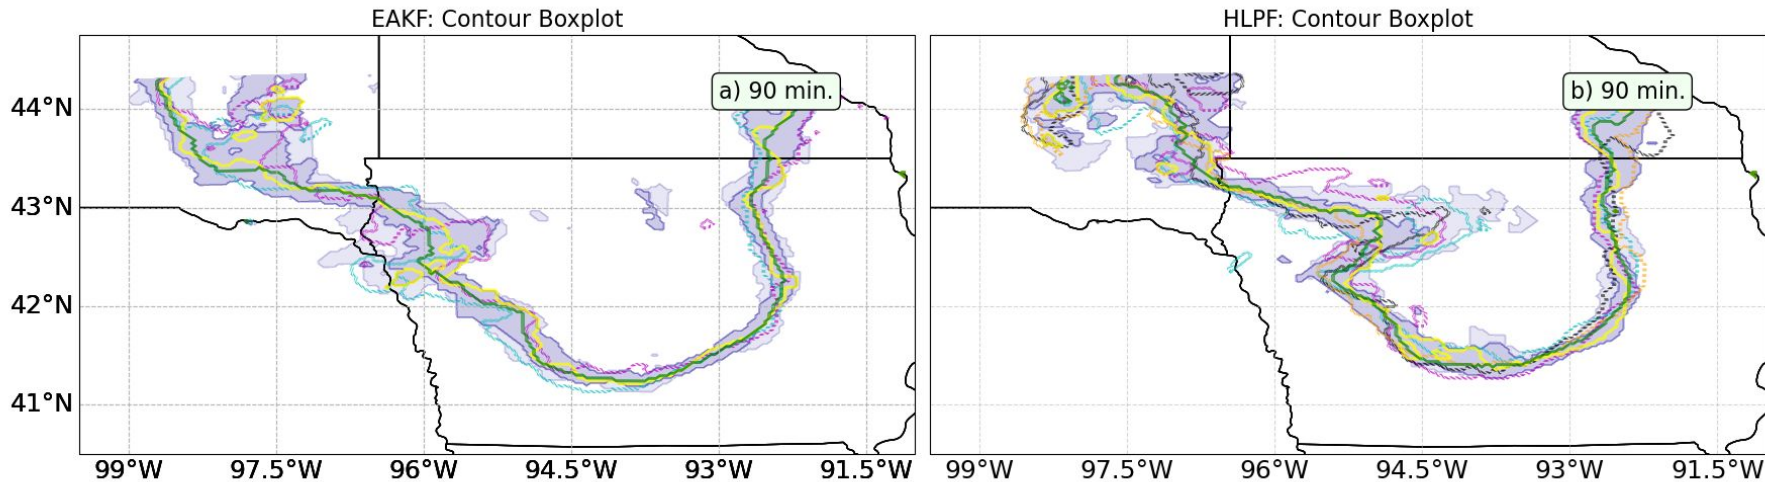 EAKF: Contour Boxplot
HLPF: Contour Boxplot
a) 90 min.
b) 90 min.
44°N
43°N
42°N
41°N
99°W 97.5°W 96°W 94.5°W 93°W 91.5°W
99°W 97.5°W 96°W 94.5°W 93°W 91.5°W